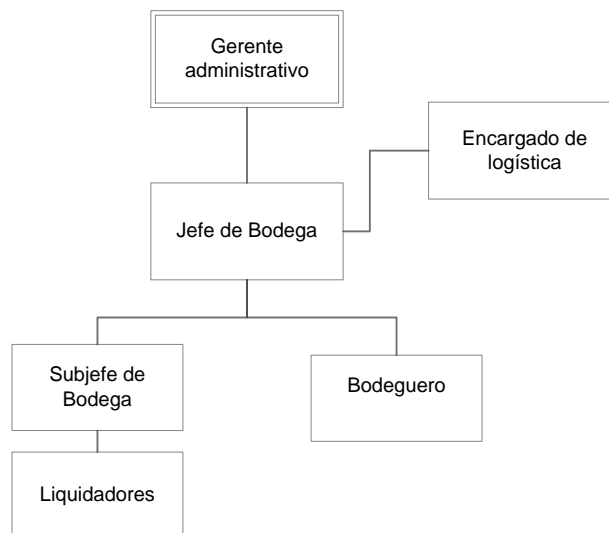 Gerente
administrativo
Encargado de
logística
Jefe de Bodega
Subjefe de
Bodega
Bodeguero
Liquidadores